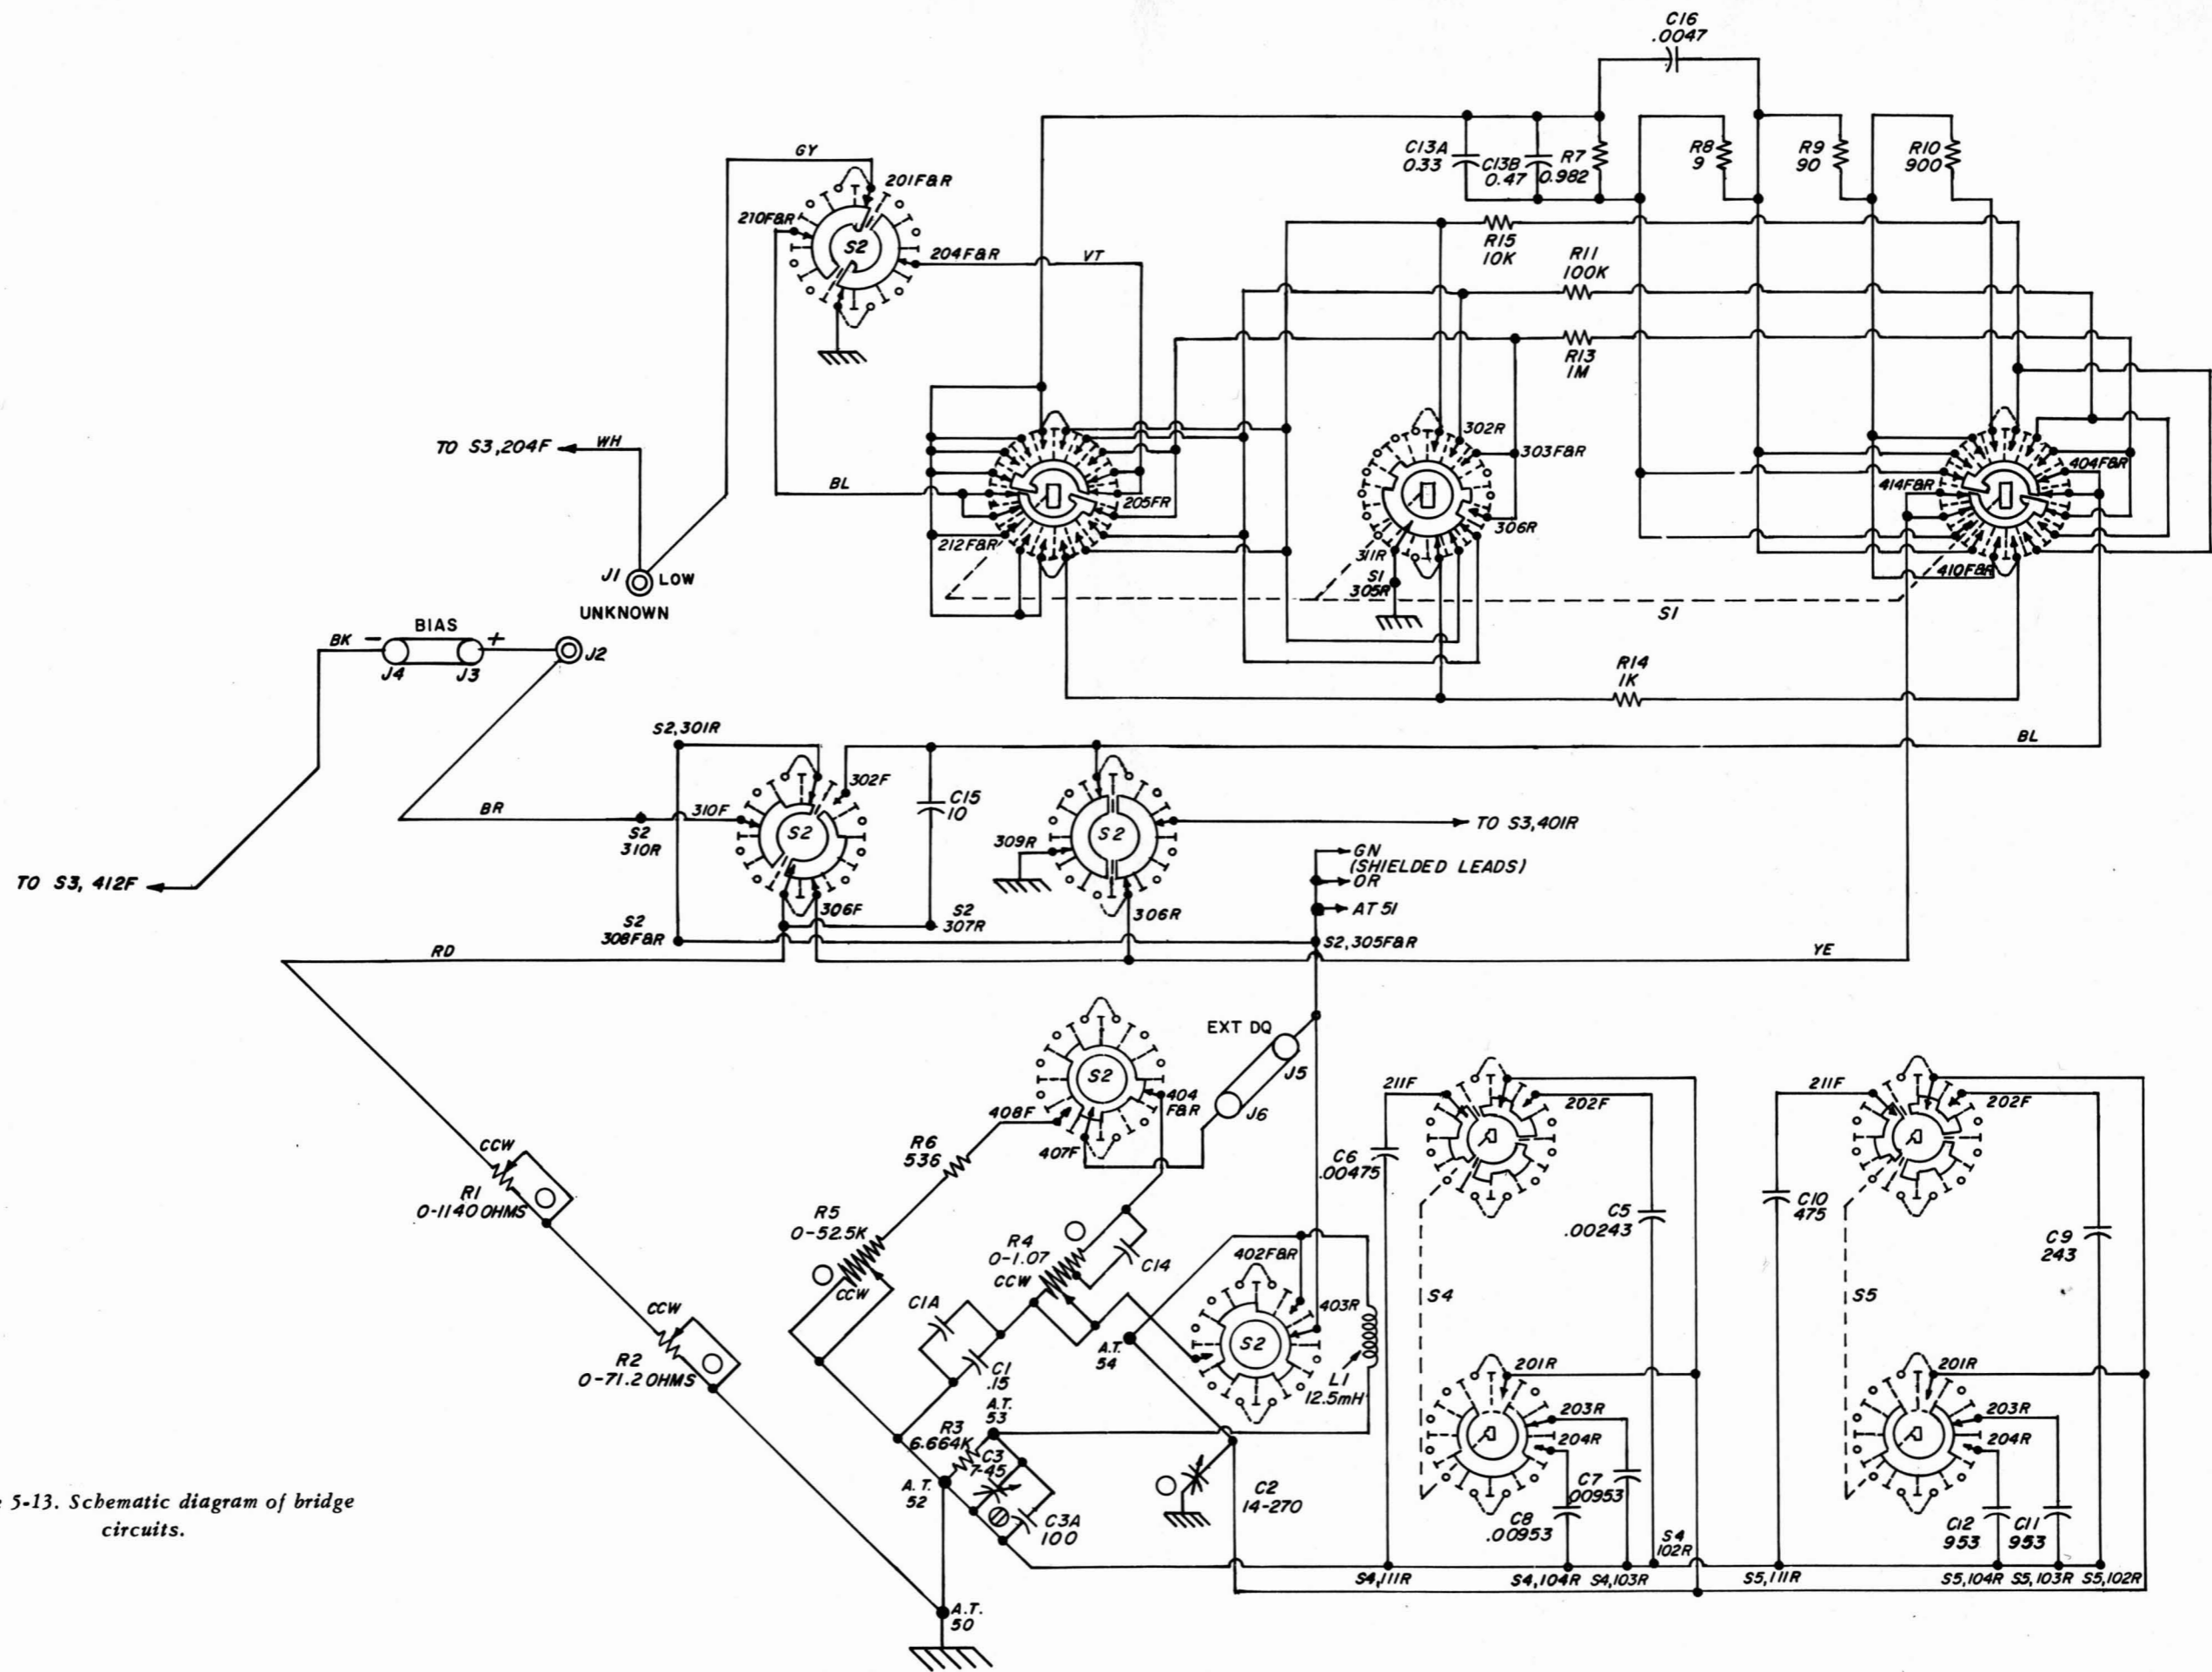 C16
.0047
GY
201F&R
210F&R
S2
204F&R
VT
C13A
0.33
C13B
0.47
R7
0.982
R8
9
R9
90
R10
900
R15
10K
R11
100K
R13
1M
TO S3,204F
WH
BL
205FR
212F&R
302R
303F&R
306R
311R
S1
305R
404F&R
414F&R
410F&R
S1
J1
LOW
UNKNOWN
BIAS
BK
-
+
J4
J3
J2
R14
1K
S2,301R
BL
302F
310F
BR
S2
310R
S2
C15
10
309R
S2
TO S3,401R
GN
(SHIELDED LEADS)
OR
AT 51
TO S3, 412F
306F
S2
307R
306R
S2
308F&R
S2,305F&R
RD
YE
EXT DQ
J5
J6
S2
404
F&R
408F
407F
R6
536
CCW
R1
0-1140 OHMS
R5
0-52.5K
CCW
R4
0-1.07
CCW
C14
C1A
C1
.15
402F&R
403R
S2
A.T.
54
L1
12.5mH
CCW
R2
0-71.2 OHMS
A.T.
53
R3
6.664K
C3
7-45
A.T.
52
C3A
100
C2
14-270
211F
202F
C6
.00475
C5
.00243
S4
201R
203R
204R
C7
.00953
C8
.00953
S4
102R
S4,111R
S4,104R
S4,103R
211F
202F
C10
475
C9
243
S5
201R
203R
204R
C12
953
C11
953
S5,111R
S5,104R
S5,103R
S5,102R
A.T.
50
5-13. Schematic diagram of bridge
circuits.